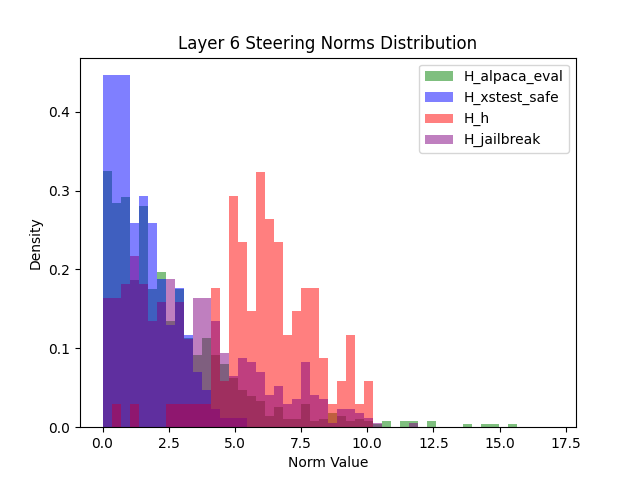 Layer 6 Steering Norms Distribution
H_alpaca_eval
H_xstest_safe
H_h
H_jailbreak
Density
0.4
0.3
0.2
0.1
0.0
0.0 2.5 5.0 7.5 10.0 12.5 15.0 17.5
Norm Value